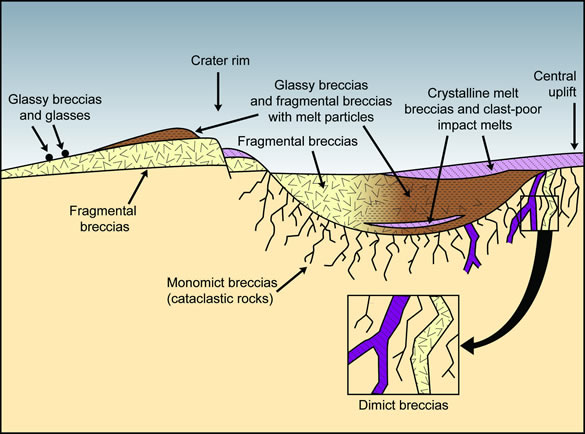 Crater rim
Glassy breccias
and glasses
Glassy breccias
and fragmental breccias
with melt particles
Fragmental breccias
Crystalline melt
breccias and clast-poor
impact melts
Central
uplift
Fragmental
breccias
Monomict breccias
(cataclastic rocks)
Dimict breccias